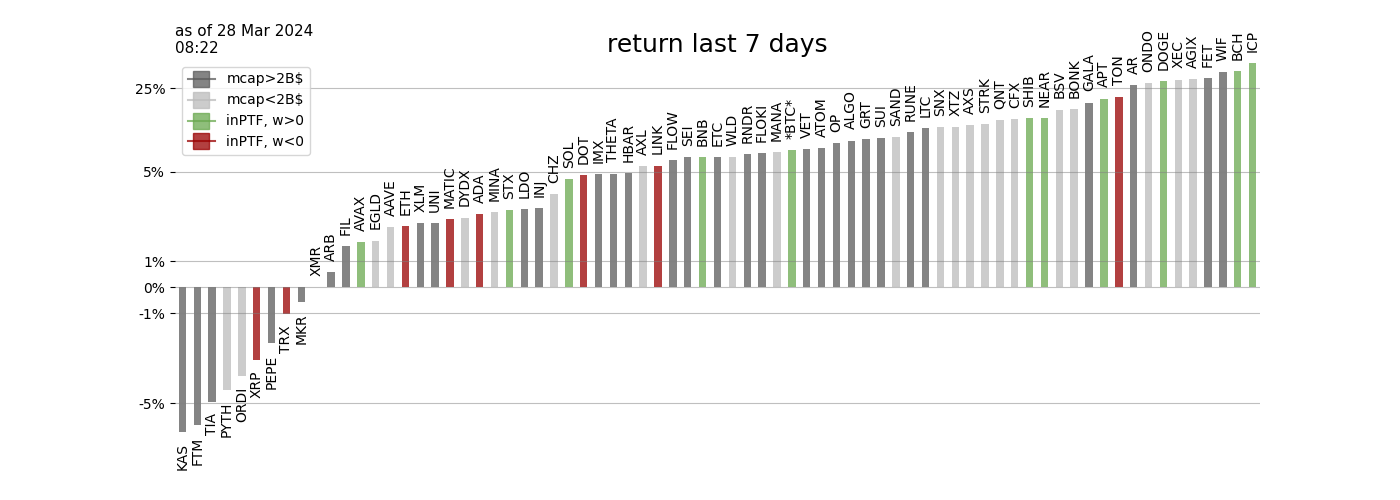 as of 28 Mar 2024
08:22
return last 7 days
mcap>2B$
mcap<2B$
inPTF, w>0
inPTF, w<0
25%
5%
1%
0%
-1%
-5%
KAS
FTM
TIA
PYTH
ORDI
XRP
PEPE
TRX
MKR
XMR
ARB
FIL
AVAX
EGLD
AAVE
ETH
XLM
UNI
MATIC
DYDX
ADA
MINA
STX
LDO
INJ
CHZ
SOL
DOT
IMX
THETA
HBAR
AXL
LINK
FLOW
SEI
BNB
ETC
WLD
RNDR
FLOKI
MANA
*BTC*
VET
ATOM
OP
ALGO
GRT
SUI
SAND
RUNE
LTC
SNX
XTZ
AXS
STRK
QNT
CFX
SHIB
NEAR
BSV
BONK
GALA
APT
TON
AR
ONDO
DOGE
XEC
AGIX
FET
WIF
BCH
ICP